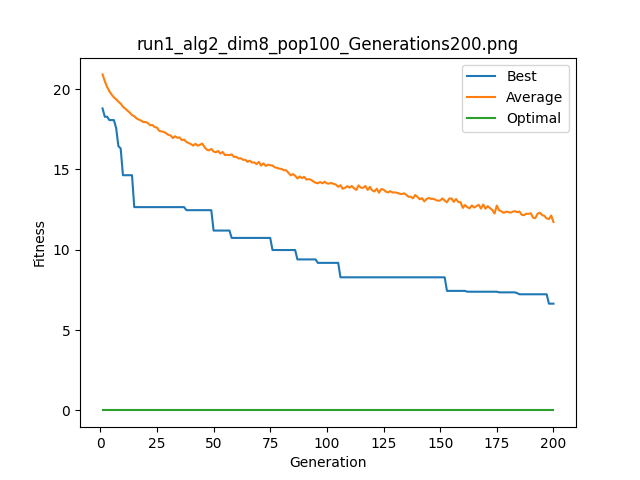 run1_alg2_dim8_pop100_Generations200.png
Best
Average
Optimal
20
15
10
5
0
Fitness
0 25 50 75 100 125 150 175 200
Generation